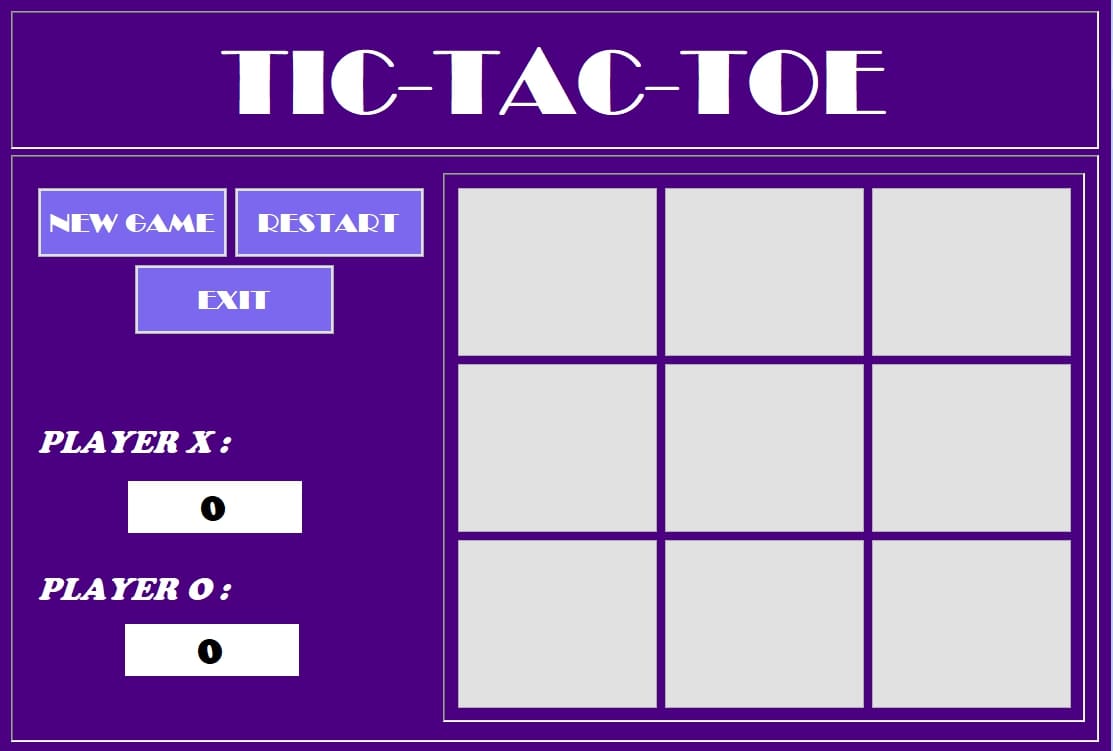 TIC-TAC-TOE
NEW GAME
RESTART
EXIT
PLAYER X :
0
PLAYER O :
0